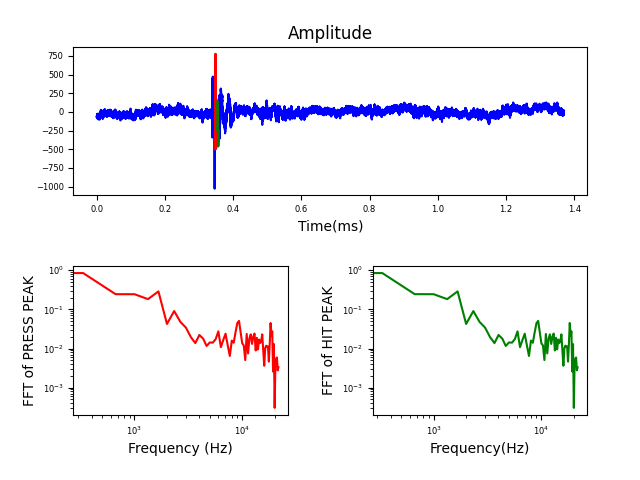 Amplitude
750
500
250
0
−250
−500
−750
−1000
0.0 0.2 0.4 0.6 0.8 1.0 1.2 1.4
Time(ms)
FFT of PRESS PEAK
10⁰
10⁻¹
10⁻²
10⁻³
10³ 10⁴
Frequency (Hz)
FFT of HIT PEAK
10⁰
10⁻¹
10⁻²
10⁻³
10³ 10⁴
Frequency(Hz)